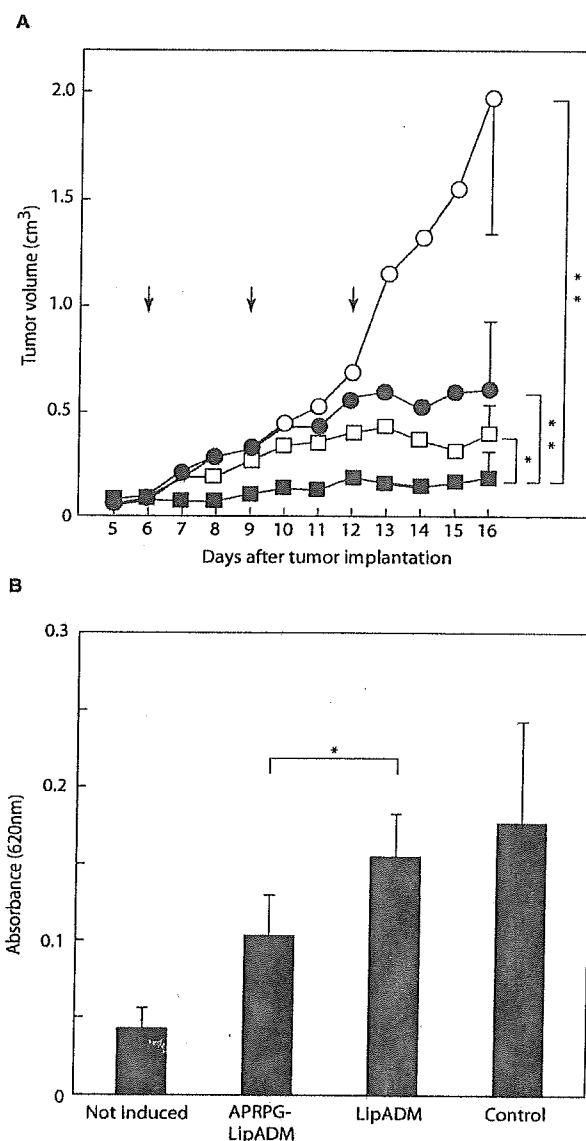 A
Tumor volume (cm3)
2.0
1.5
1.0
0.5
0
* *
* *
*
5 6 7 8 9 10 11 12 13 14 15 16
Days after tumor implantation
B
Absorbance (620nm)
0.3
0.2
0.1
0
*
Not Induced APRPG- LipADM Control
LipADM